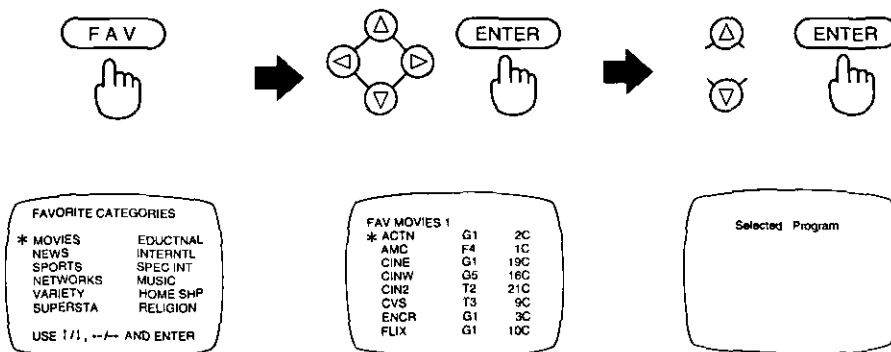 FAV
ENTER
ENTER
FAVORITE CATEGORIES
* MOVIES EDUCTNAL
NEWS INTERNTL
SPORTS SPEC INT
NETWORKS MUSIC
VARIETY HOME SHP
SUPERSTA RELIGION
USE ↑/↓, ←/→ AND ENTER
FAV MOVIES 1
* ACTN G1 2C
AMC F4 1C
CINE G1 19C
CINW G5 16C
CIN2 T2 21C
CVS T3 9C
ENCR G1 3C
FLIX G1 10C
Selected Program